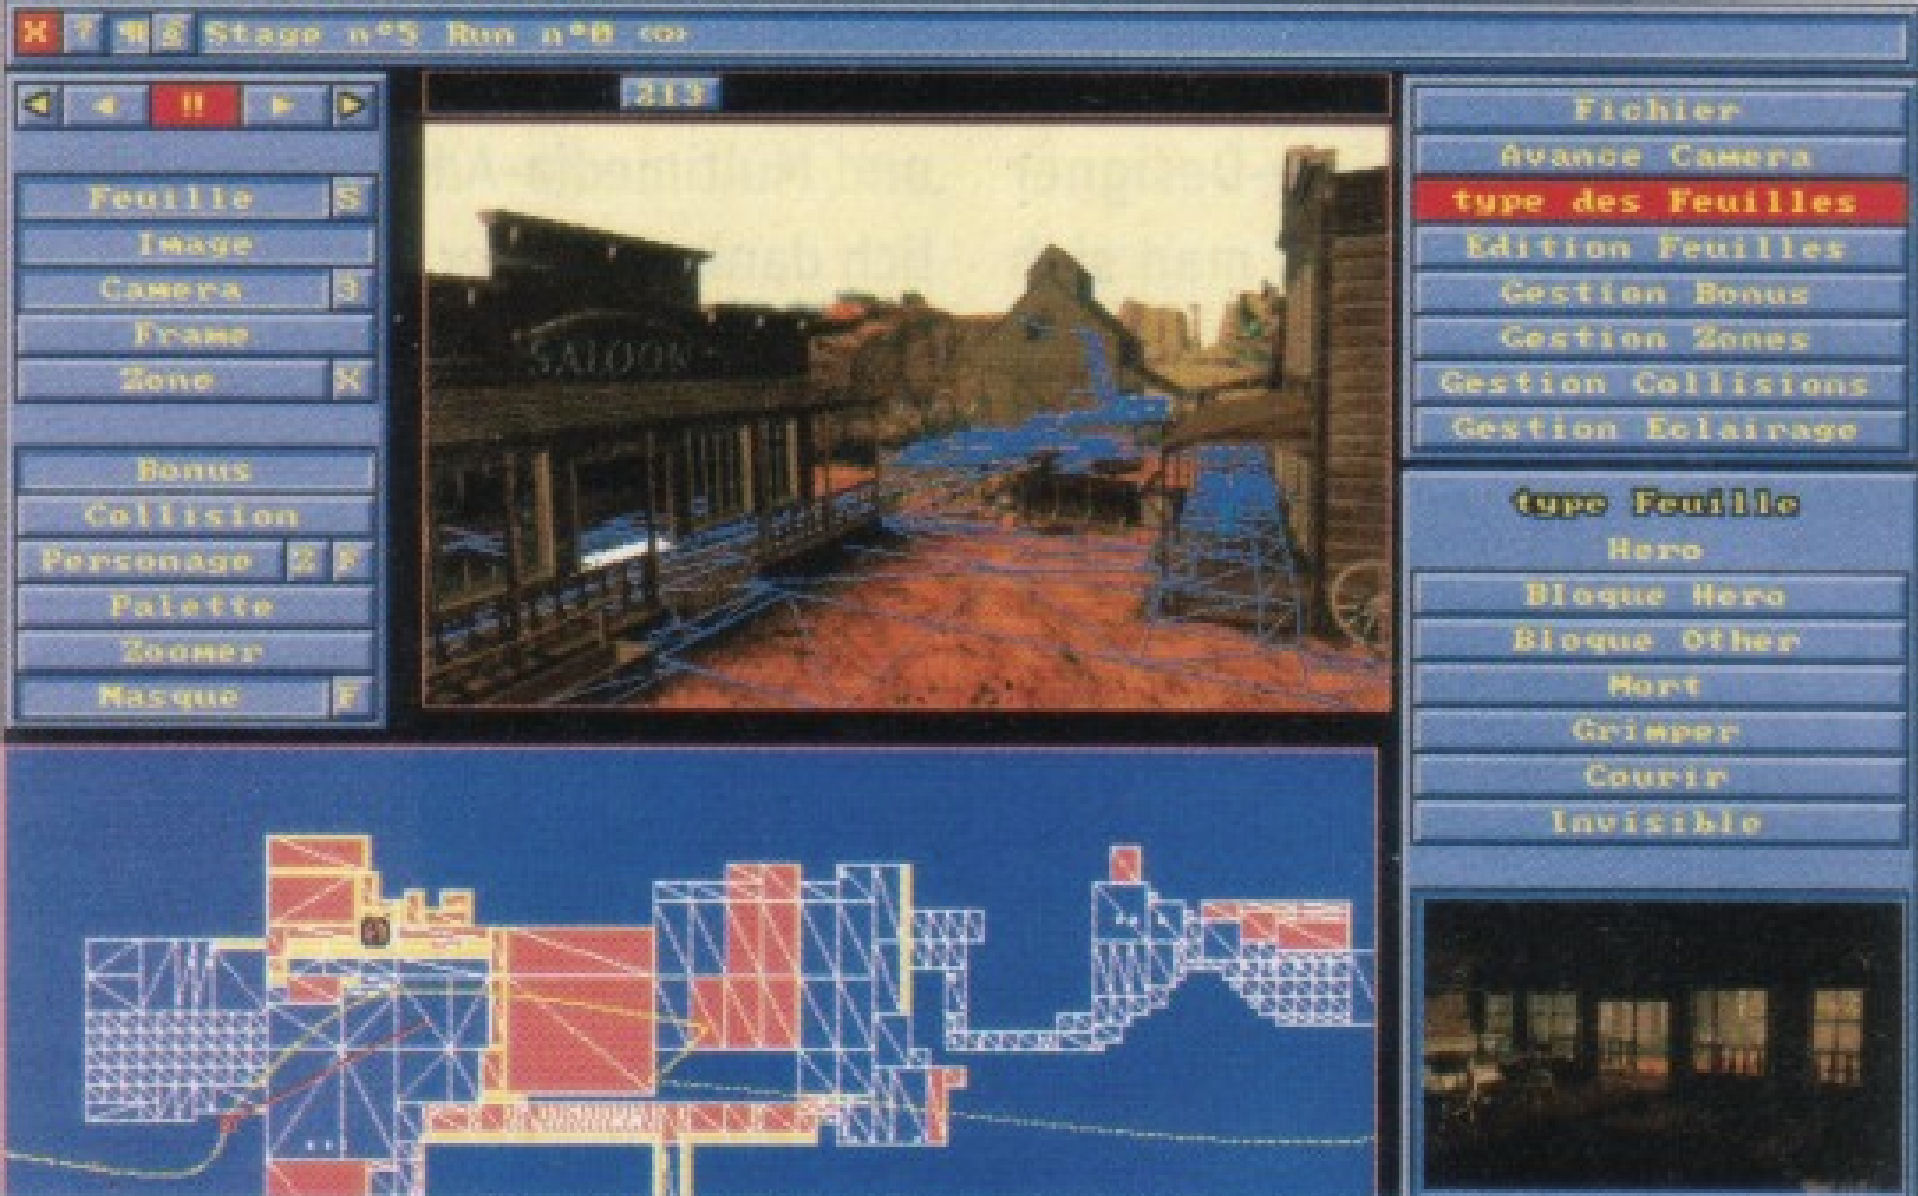 X ? Stage n°5 Run n°0
!!
Feuille S
Image
Camera 3
Frame
Zone X
Bonus
Collision
Personage 2 F
Palette
Zoomer
Masque F
213
SALOON
Fichier
Avance Camera
type des Feuilles
Edition Feuilles
Gestion Bonus
Gestion Zones
Gestion Collisions
Gestion Eclairage
type Feuille
Hero
Bloque Hero
Bloque Other
Mort
Grimper
Courir
Invisible